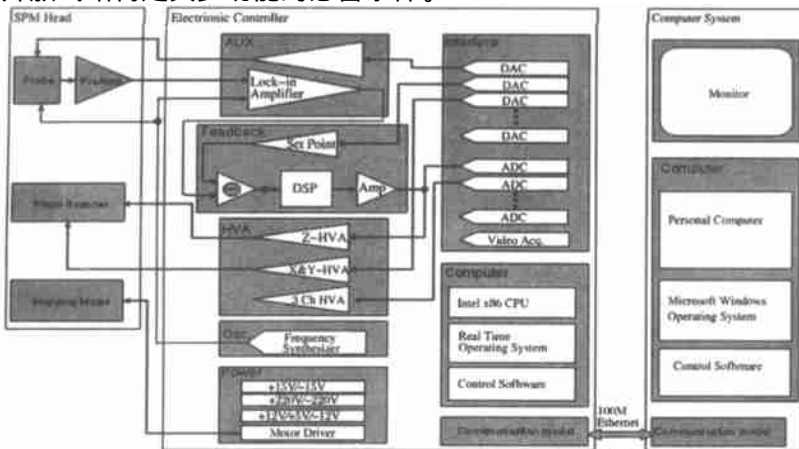 SPM Head
Electrionic Controller
Computer System
AUX
Lock-in
Amplifier
Probe
Feedback
Set Point
DSP
Amp
HVA
Z-HVA
X&Y-HVA
3 Ch HVA
Osc
Frequency
Synthesizer
Power
+15V/-15V
+220V/-220V
+12V/+5V/-12V
Motor Driver
Interface
DAC
DAC
DAC
DAC
ADC
ADC
ADC
Video Acq.
Computer
Intel x86 CPU
Real Time
Operating System
Control Software
Communication model
100M
Ethernet
Monitor
Computer
Personal Computer
Microsoft Windows
Operating System
Control Software
Communication model